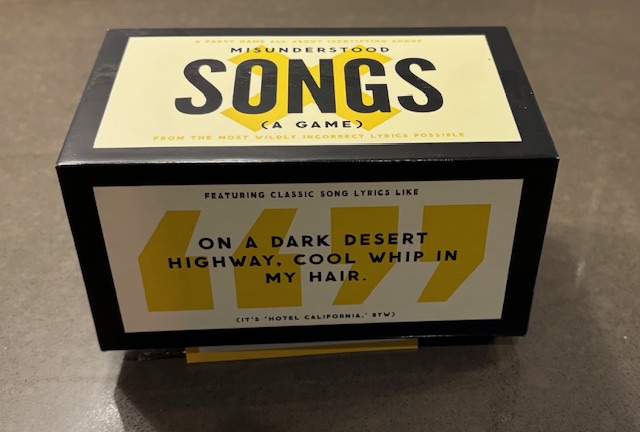 A PARTY GAME ALL ABOUT IDENTIFYING SONGS
MISUNDERSTOOD
SONGS
(A GAME)
FROM THE MOST WILDLY INCORRECT LYRICS POSSIBLE.
FEATURING CLASSIC SONG LYRICS LIKE
ON A DARK DESERT
HIGHWAY, COOL WHIP IN
MY HAIR.
(IT'S "HOTEL CALIFORNIA," BTW)